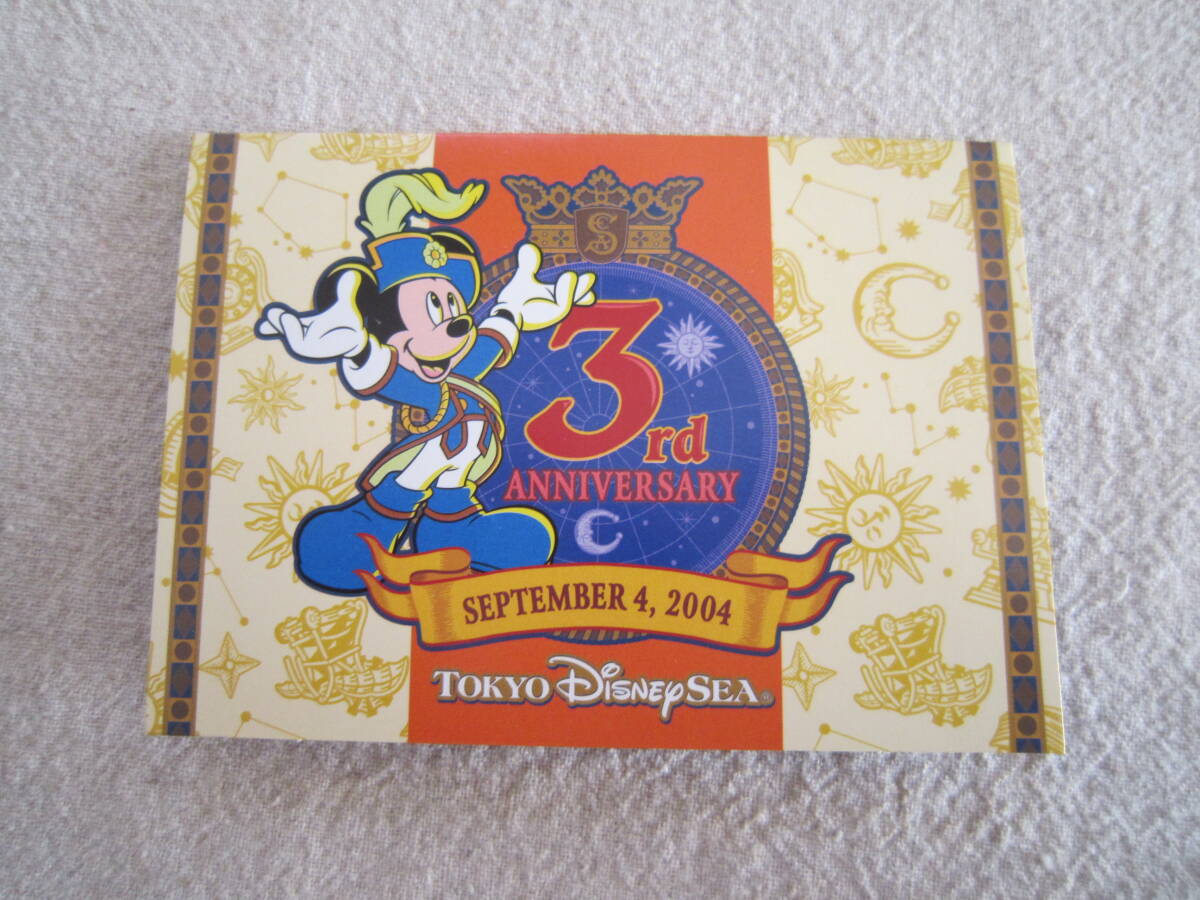 S
3rd
ANNIVERSARY
SEPTEMBER 4, 2004
TOKYO DISNEYSEA®